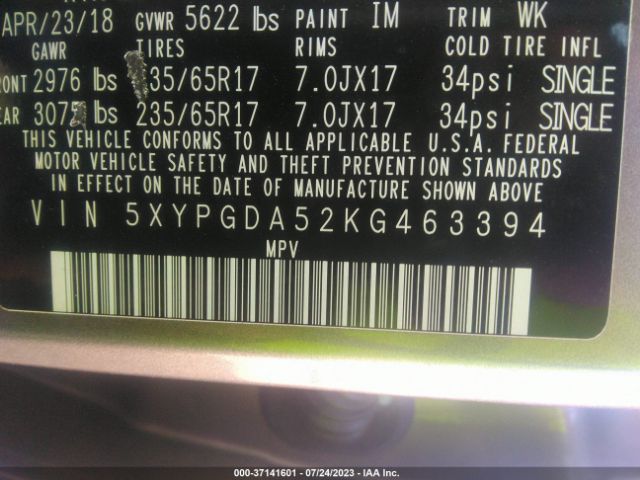 APR/23/18 GVWR 5622 lbs PAINT IM TRIM WK
GAWR TIRES RIMS COLD TIRE INFL
2976 lbs 235/65R17 7.0JX17 34psi SINGLE
lbs 235/65R17 7.0JX17 34psi SINGLE
THIS VEHICLE CONFORMS TO ALL APPLICABLE U.S.A. FEDERAL
MOTOR VEHICLE SAFETY AND THEFT PREVENTION STANDARDS
IN EFFECT ON THE DATE OF MANUFACTURE SHOWN ABOVE
VIN 5XYPGDA52KG463394
MPV
000-37141601 - 07/24/2023 - IAA Inc.